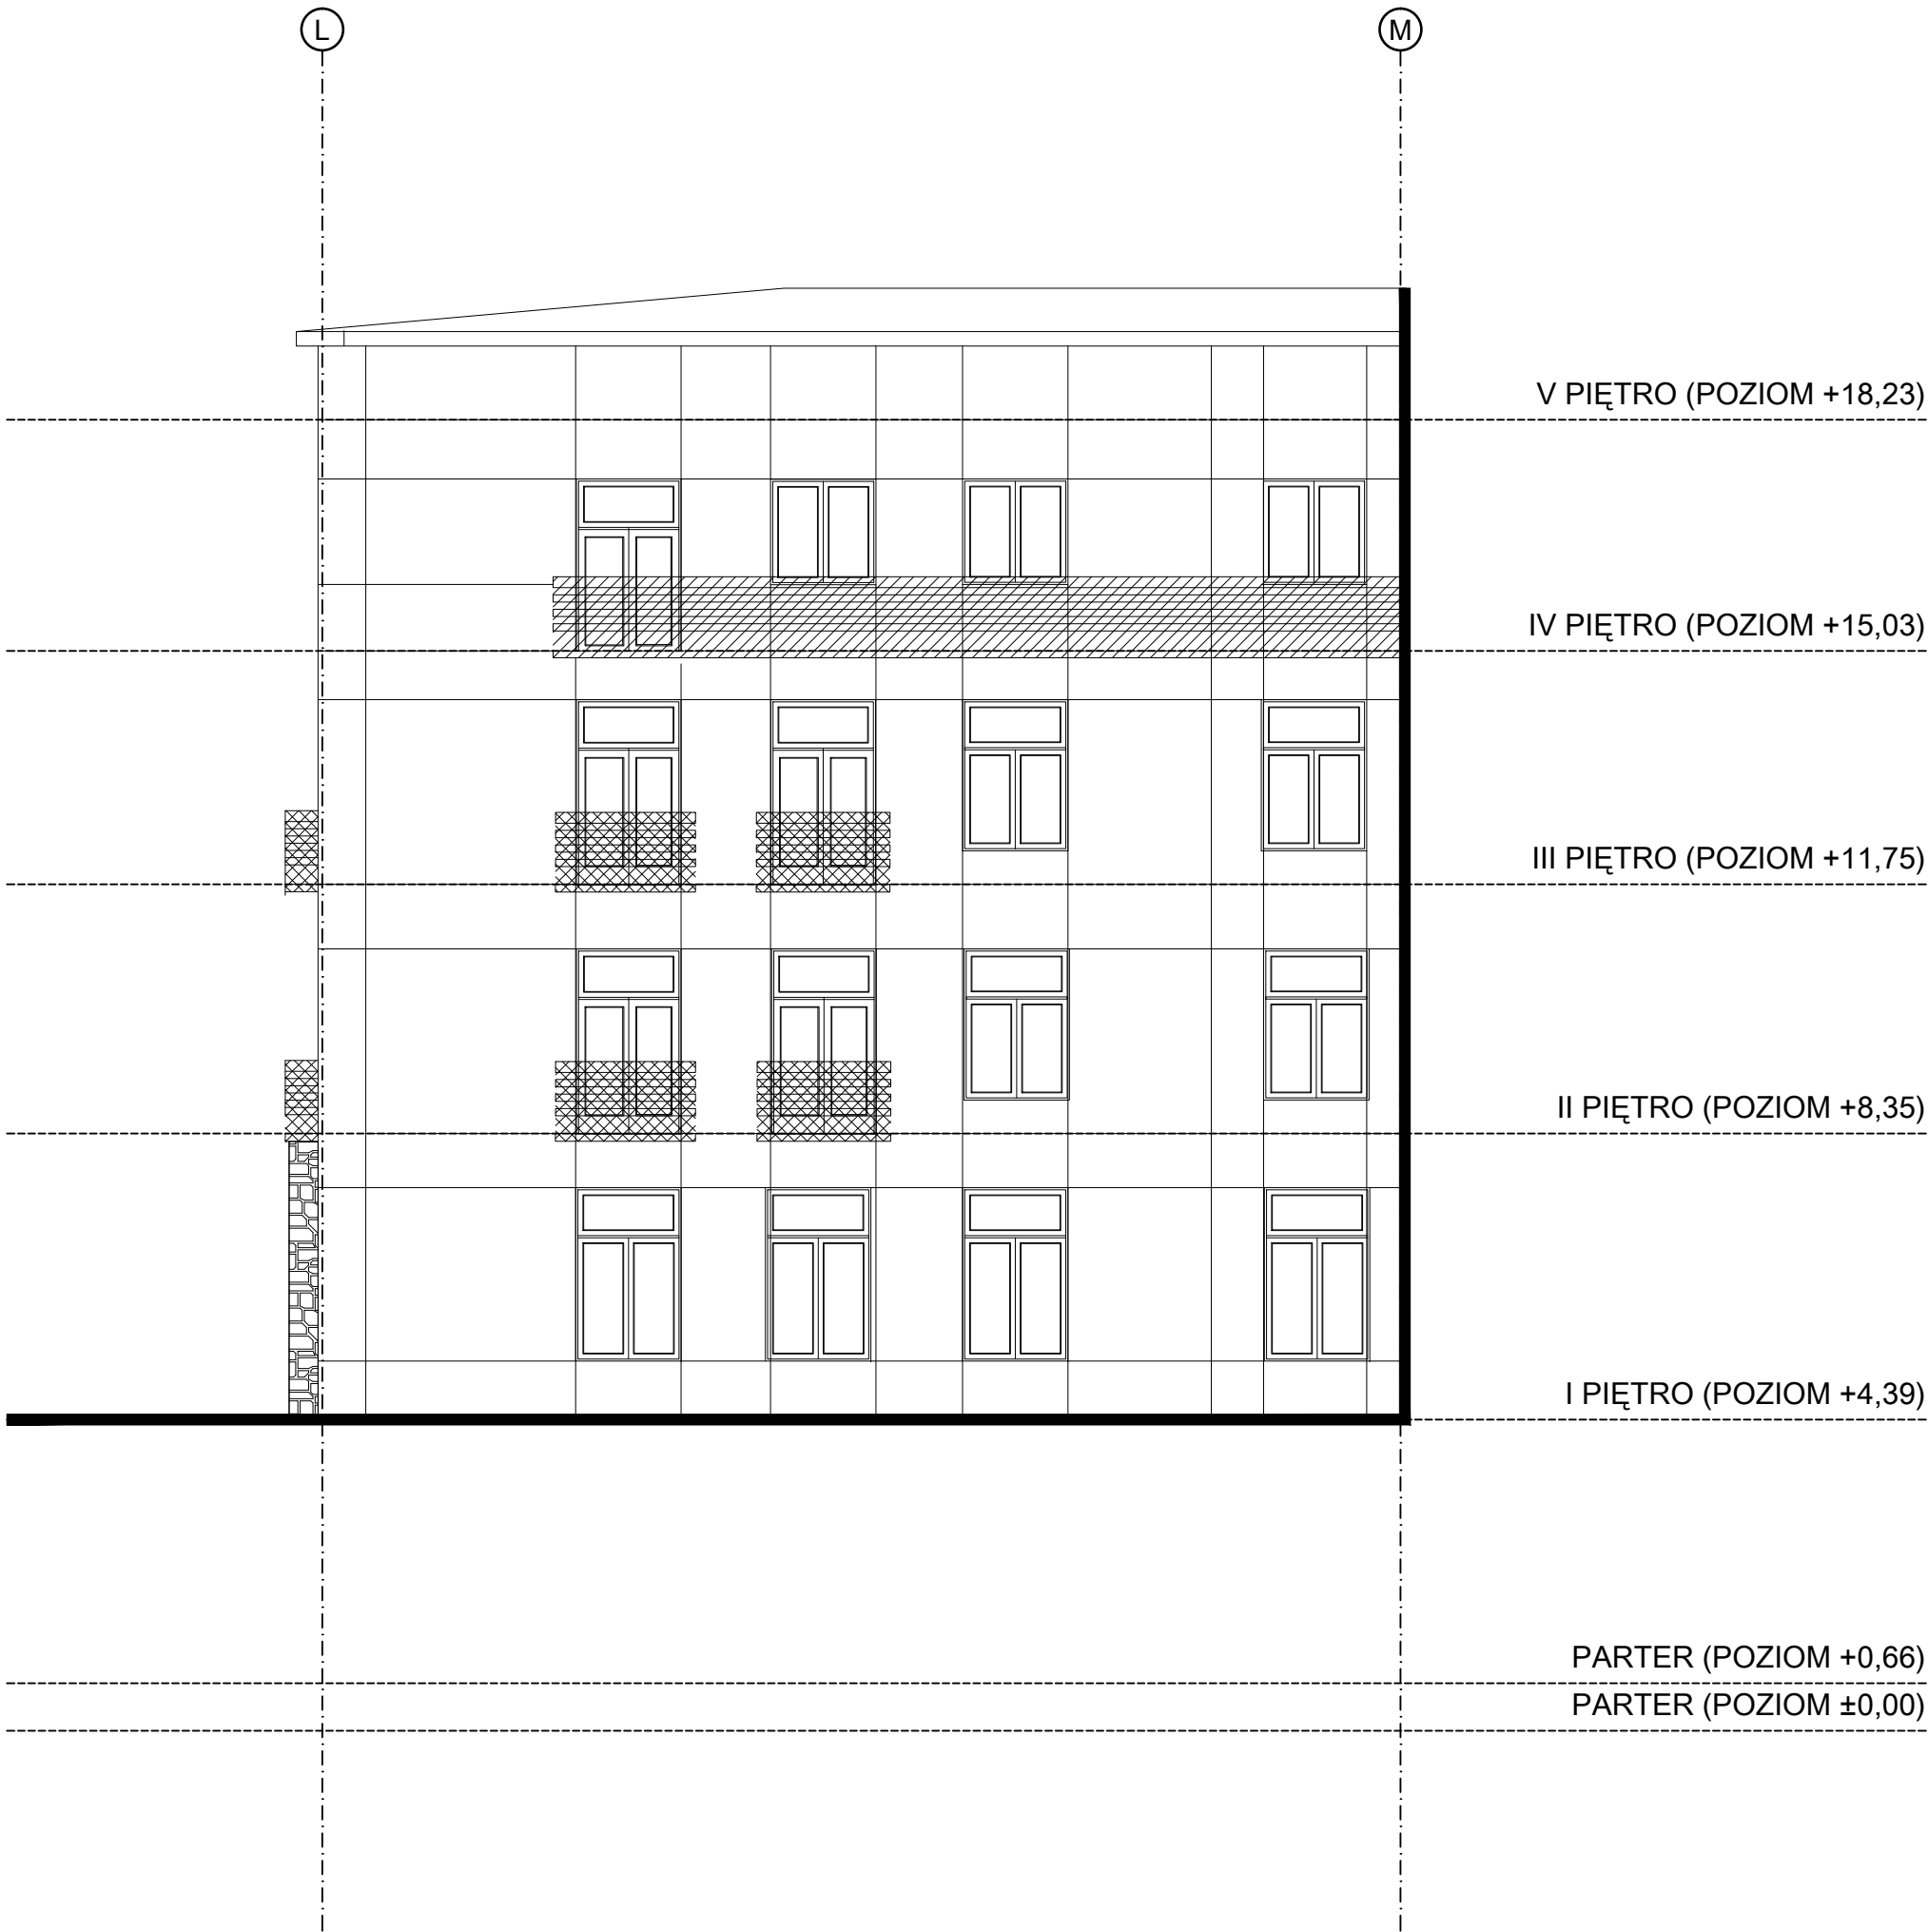 L
M
V PIĘTRO (POZIOM +18,23)
IV PIĘTRO (POZIOM +15,03)
III PIĘTRO (POZIOM +11,75)
II PIĘTRO (POZIOM +8,35)
I PIĘTRO (POZIOM +4,39)
PARTER (POZIOM +0,66)
PARTER (POZIOM ±0,00)